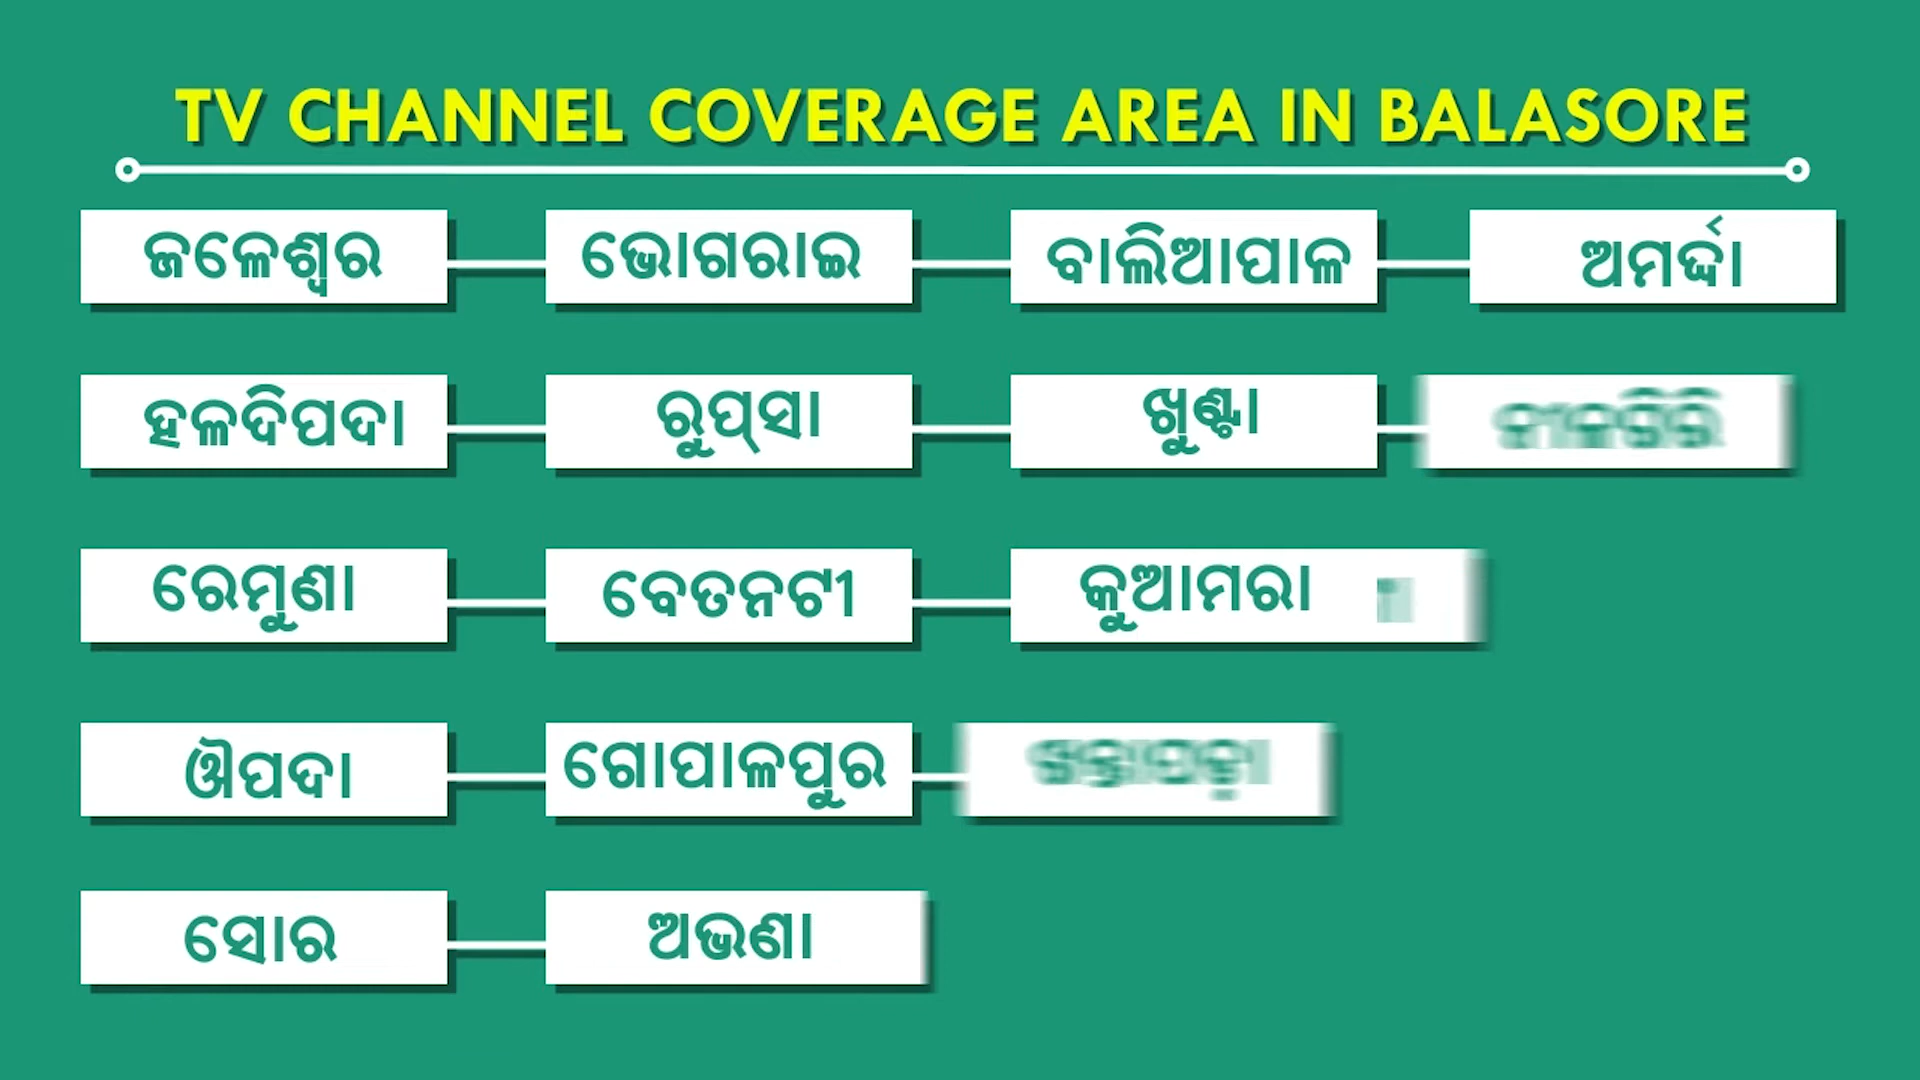 TV CHANNEL COVERAGE AREA IN BALASORE
ଜଳେଶ୍ୱର ଭୋଗରାଇ ବାଲିଆପାଳ ଅମର୍ଦ୍ଦା
ହଳଦିପଦା ରୁପ୍‌ସା ଖୁଣ୍ଟା
ରେମୁଣା ବେତନଟୀ କୁଆମରା
ଔପଦା ଗୋପାଳପୁର
ସୋର ଅଭଣା